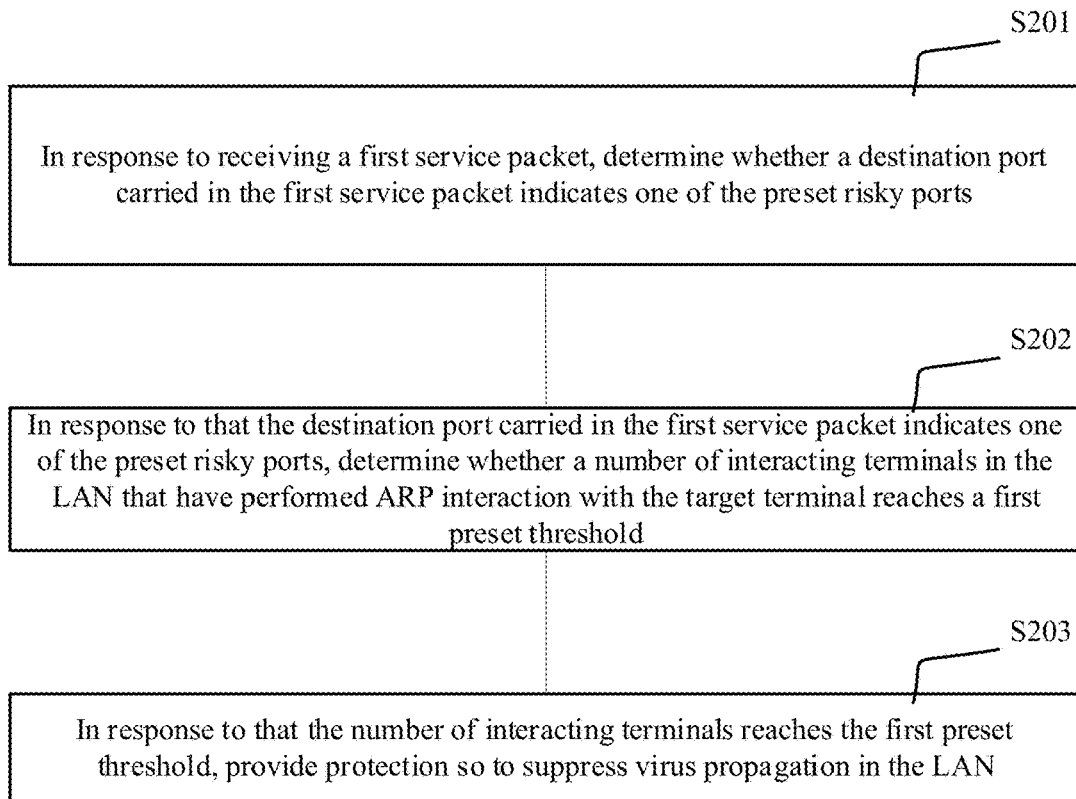 S201
In response to receiving a first service packet, determine whether a destination port
carried in the first service packet indicates one of the preset risky ports
S202
In response to that the destination port carried in the first service packet indicates one
of the preset risky ports, determine whether a number of interacting terminals in the
LAN that have performed ARP interaction with the target terminal reaches a first
preset threshold
S203
In response to that the number of interacting terminals reaches the first preset
threshold, provide protection so to suppress virus propagation in the LAN